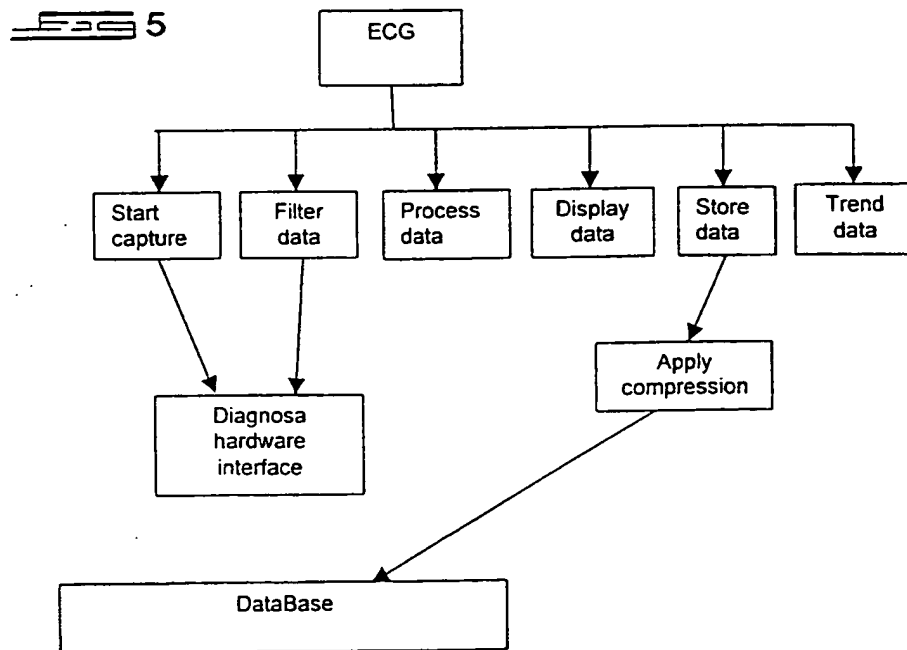 5
ECG
Start
capture
Filter
data
Process
data
Display
data
Store
data
Trend
data
Apply
compression
Diagnosa
hardware
interface
DataBase